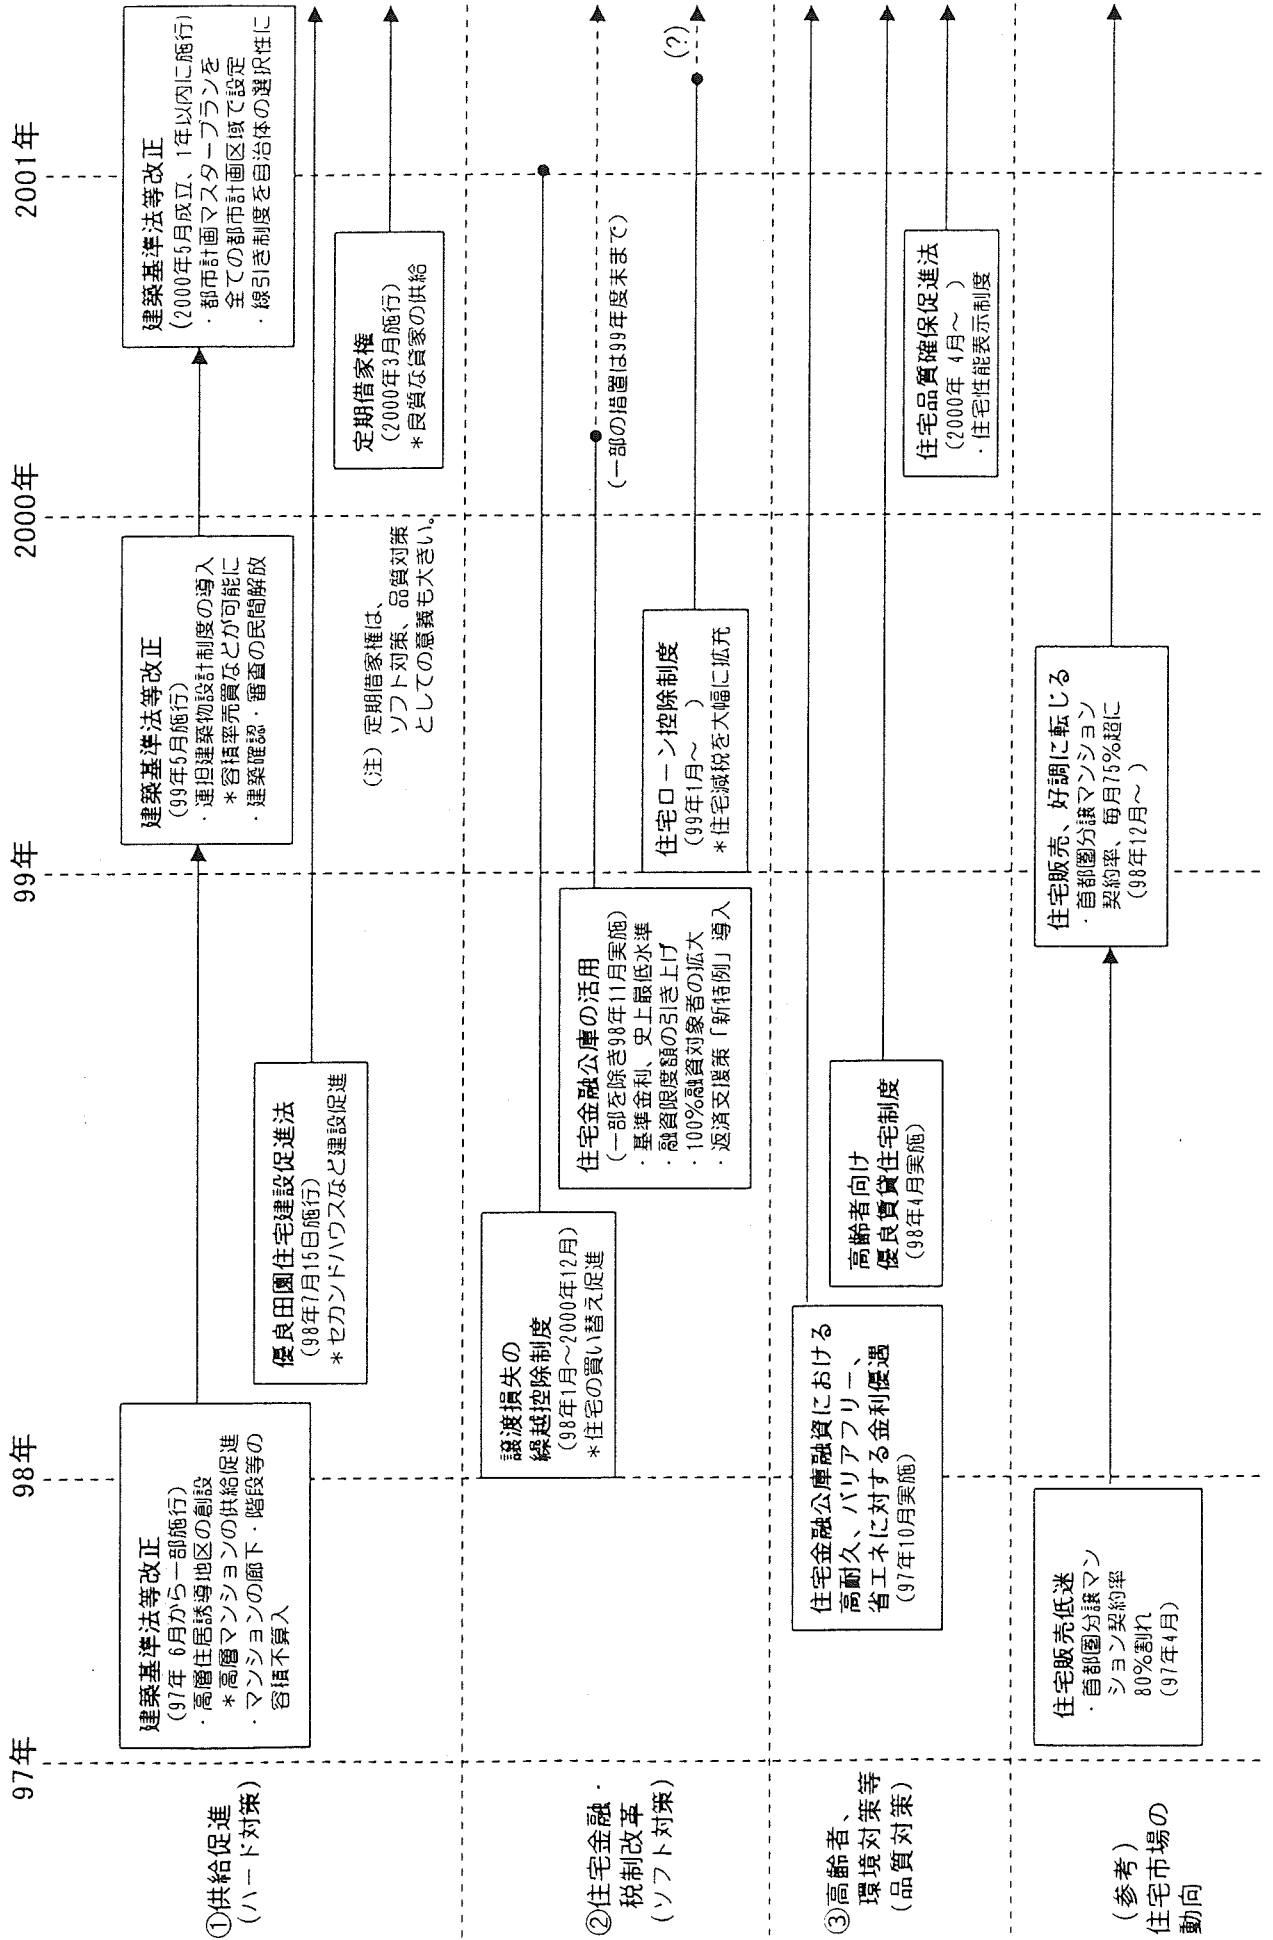 97年
98年
99年
2000年
2001年
①供給促進
(ハード対策)
建築基準法等改正
(97年 6月から一部施行)
・高層住居誘導地区の創設
＊高層マンションの供給促進
・マンションの廊下・階段等の
容積不算入
優良田園住宅建設促進法
(98年7月15日施行)
＊セカンドハウスなど建設促進
建築基準法等改正
(99年5月施行)
・連担建築物設計制度の導入
＊容積率売買などが可能に
・建築確認・審査の民間解放
(注) 定期借家権は、
ソフト対策、品質対策
としての意義も大きい。
建築基準法等改正
(2000年5月成立、1年以内に施行)
・都市計画マスタープランを
全ての都市計画区域で設定
・線引き制度を自治体の選択性に
定期借家権
(2000年3月施行)
＊良質な貸家の供給
②住宅金融・
税制改革
(ソフト対策)
譲渡損失の
繰越控除制度
(98年1月～2000年12月)
＊住宅の買い替え促進
住宅金融公庫の活用
(一部を除き98年11月実施)
・基準金利、史上最低水準
・融資限度額の引き上げ
・100%融資対象者の拡大
・返済支援策「新特例」導入
住宅ローン控除制度
(99年1月～ )
＊住宅減税を大幅に拡充
(一部の措置は99年度末まで)
(?)
③高齢者、
環境対策等
(品質対策)
住宅金融公庫融資における
高耐久、バリアフリー、
省エネに対する金利優遇
(97年10月実施)
高齢者向け
優良賃貸住宅制度
(98年4月実施)
住宅品質確保促進法
(2000年 4月～ )
・住宅性能表示制度
(参考)
住宅市場の
動向
住宅販売低迷
・首都圏分譲マン
ション契約率
80%割れ
(97年4月)
住宅販売、好調に転じる
・首都圏分譲マンション
契約率、毎月75%超に
(98年12月～ )